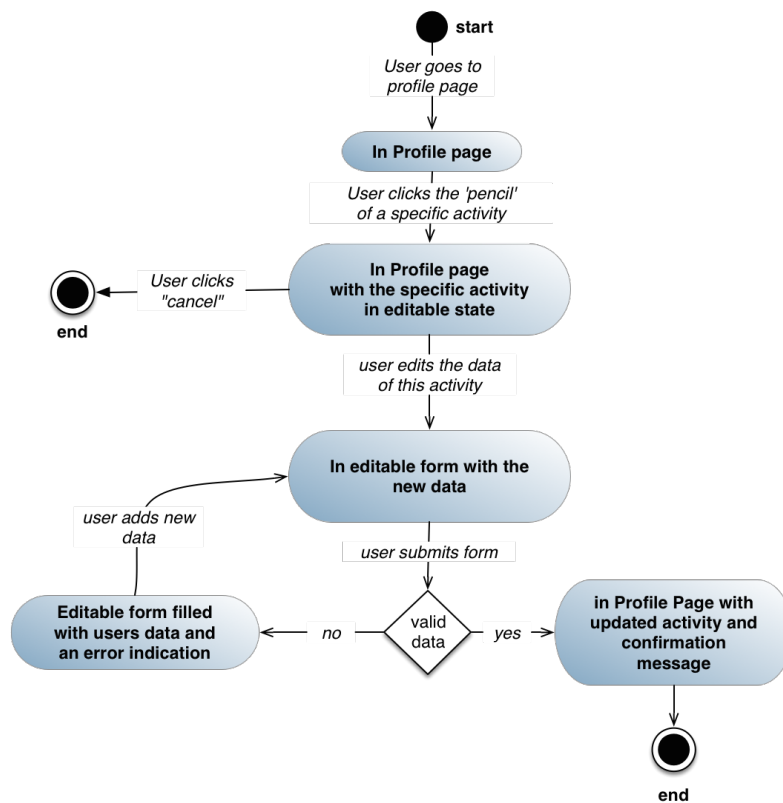 start
User goes to
profile page
In Profile page
User clicks the 'pencil'
of a specific activity
In Profile page
with the specific activity
in editable state
User clicks
"cancel"
end
user edits the data
of this activity
In editable form with the
new data
user adds new
data
user submits form
Editable form filled
with users data and
an error indication
no
valid
data
yes
in Profile Page with
updated activity and
confirmation
message
end